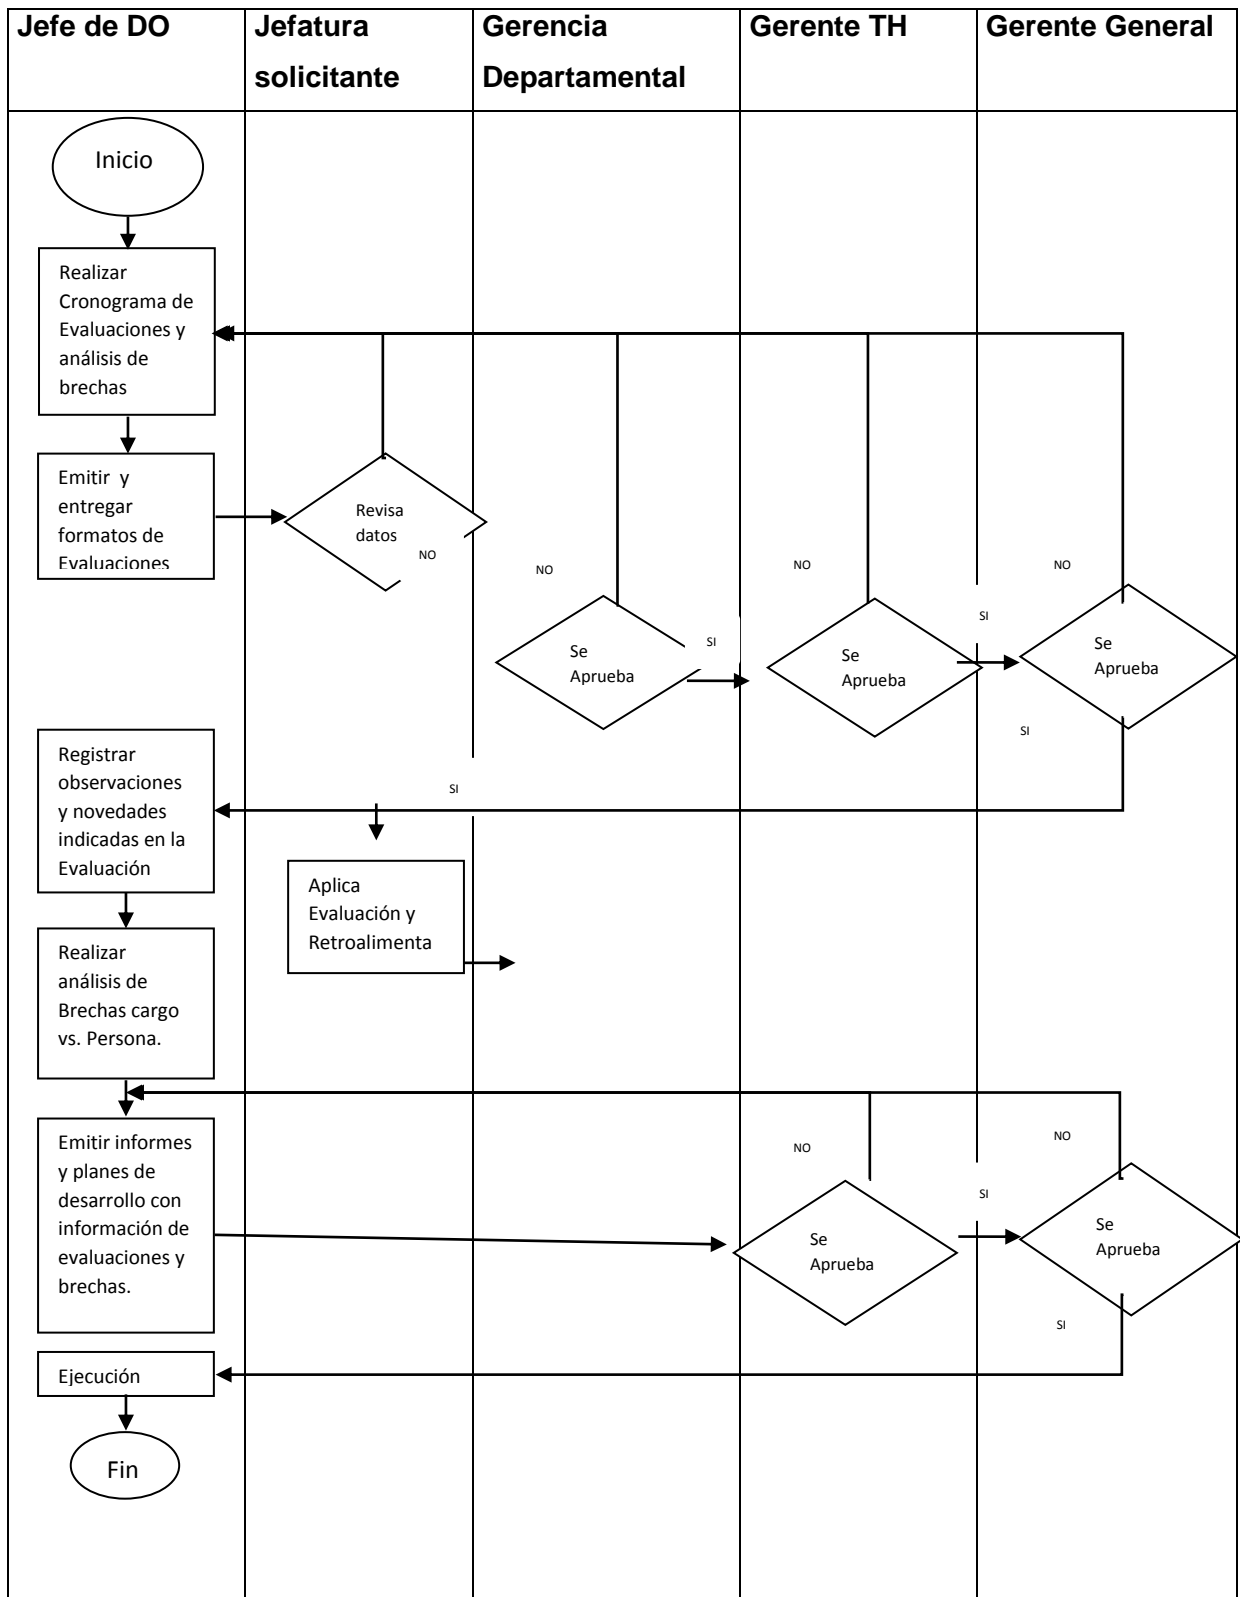 Jefe de DO
Jefatura
solicitante
Gerencia
Departamental
Gerente TH
Gerente General
Inicio
Realizar
Cronograma de
Evaluaciones y
análisis de
brechas
Emitir y
entregar
formatos de
Evaluaciones
Revisa
datos
NO
NO
NO
NO
SI
SI
Se
Aprueba
Se
Aprueba
Se
Aprueba
SI
SI
Registrar
observaciones
y novedades
indicadas en la
Evaluación
Aplica
Evaluación y
Retroalimenta
Realizar
análisis de
Brechas cargo
vs. Persona.
Emitir informes
y planes de
desarrollo con
información de
evaluaciones y
brechas.
NO
NO
SI
Se
Aprueba
Se
Aprueba
SI
Ejecución
Fin